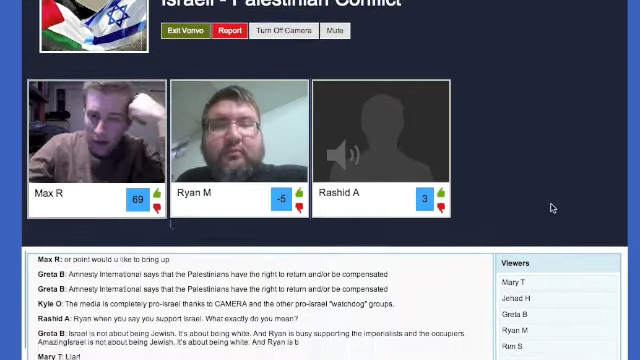 Israel - Palestinian Conflict
Exit Vonvo Report Turn Off Camera Mute
Max R 69
Ryan M -5
Rashid A 3
Max R: or point would u like to bring up
Greta B: Amnesty International says that the Palestinians have the right to return and/or be compensated
Greta B: Amnesty International says that the Palestinians have the right to return and/or be compensated
Kyle O: The media is completely pro-israel thanks to CAMERA and the other pro-Israel "watchdog" groups.
Rashid A: Ryan when you say you support Israel. What exactly do you mean?
Greta B: Israel is not about being Jewish. It's about being white. And Ryan is busy supporting the imperialists and the occupiers.
AmazingIsrael is not about being Jewish. It's about being white. And Ryan is b
Mary T: Liar!
Viewers
Mary T
Jehad H
Greta B
Ryan M
Rim S